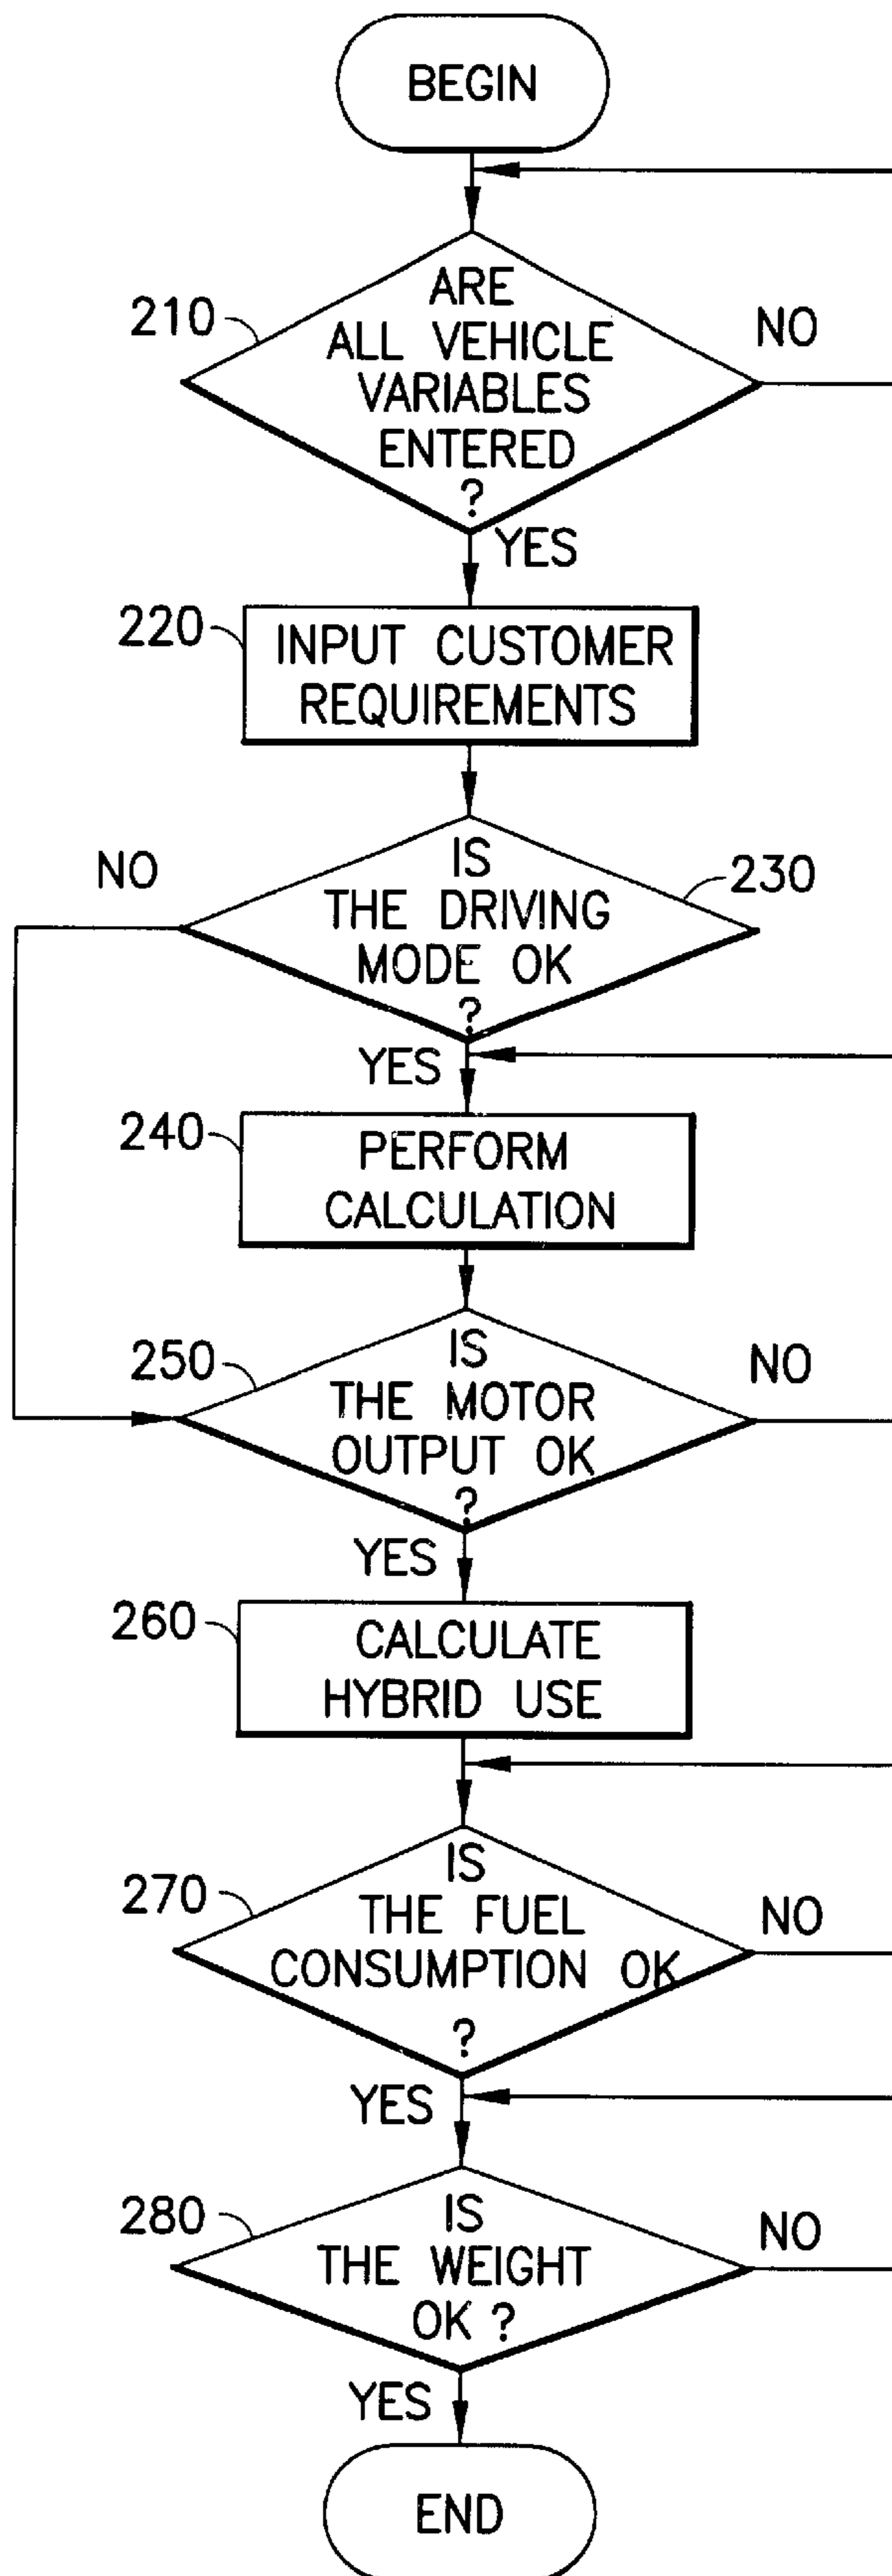 BEGIN
210
ARE
ALL VEHICLE
VARIABLES
ENTERED
?
NO
YES
220
INPUT CUSTOMER
REQUIREMENTS
NO
IS
THE DRIVING
MODE OK
?
230
YES
240
PERFORM
CALCULATION
250
IS
THE MOTOR
OUTPUT OK
?
NO
YES
260
CALCULATE
HYBRID USE
270
IS
THE FUEL
CONSUMPTION OK
?
NO
YES
280
IS
THE WEIGHT
OK ?
NO
YES
END